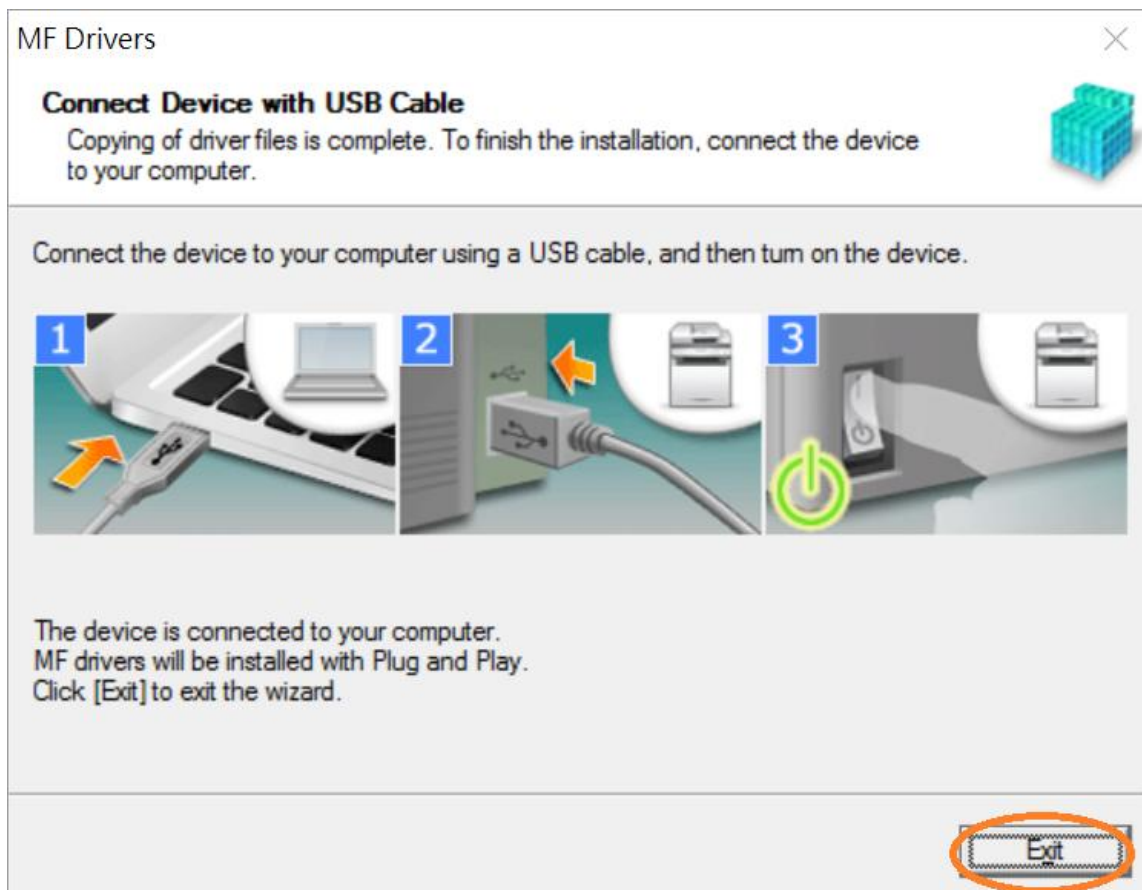 MF Drivers
Connect Device with USB Cable
Copying of driver files is complete. To finish the installation, connect the device
to your computer.
Connect the device to your computer using a USB cable, and then turn on the device.
1
2
3
The device is connected to your computer.
MF drivers will be installed with Plug and Play.
Click [Exit] to exit the wizard.
Exit